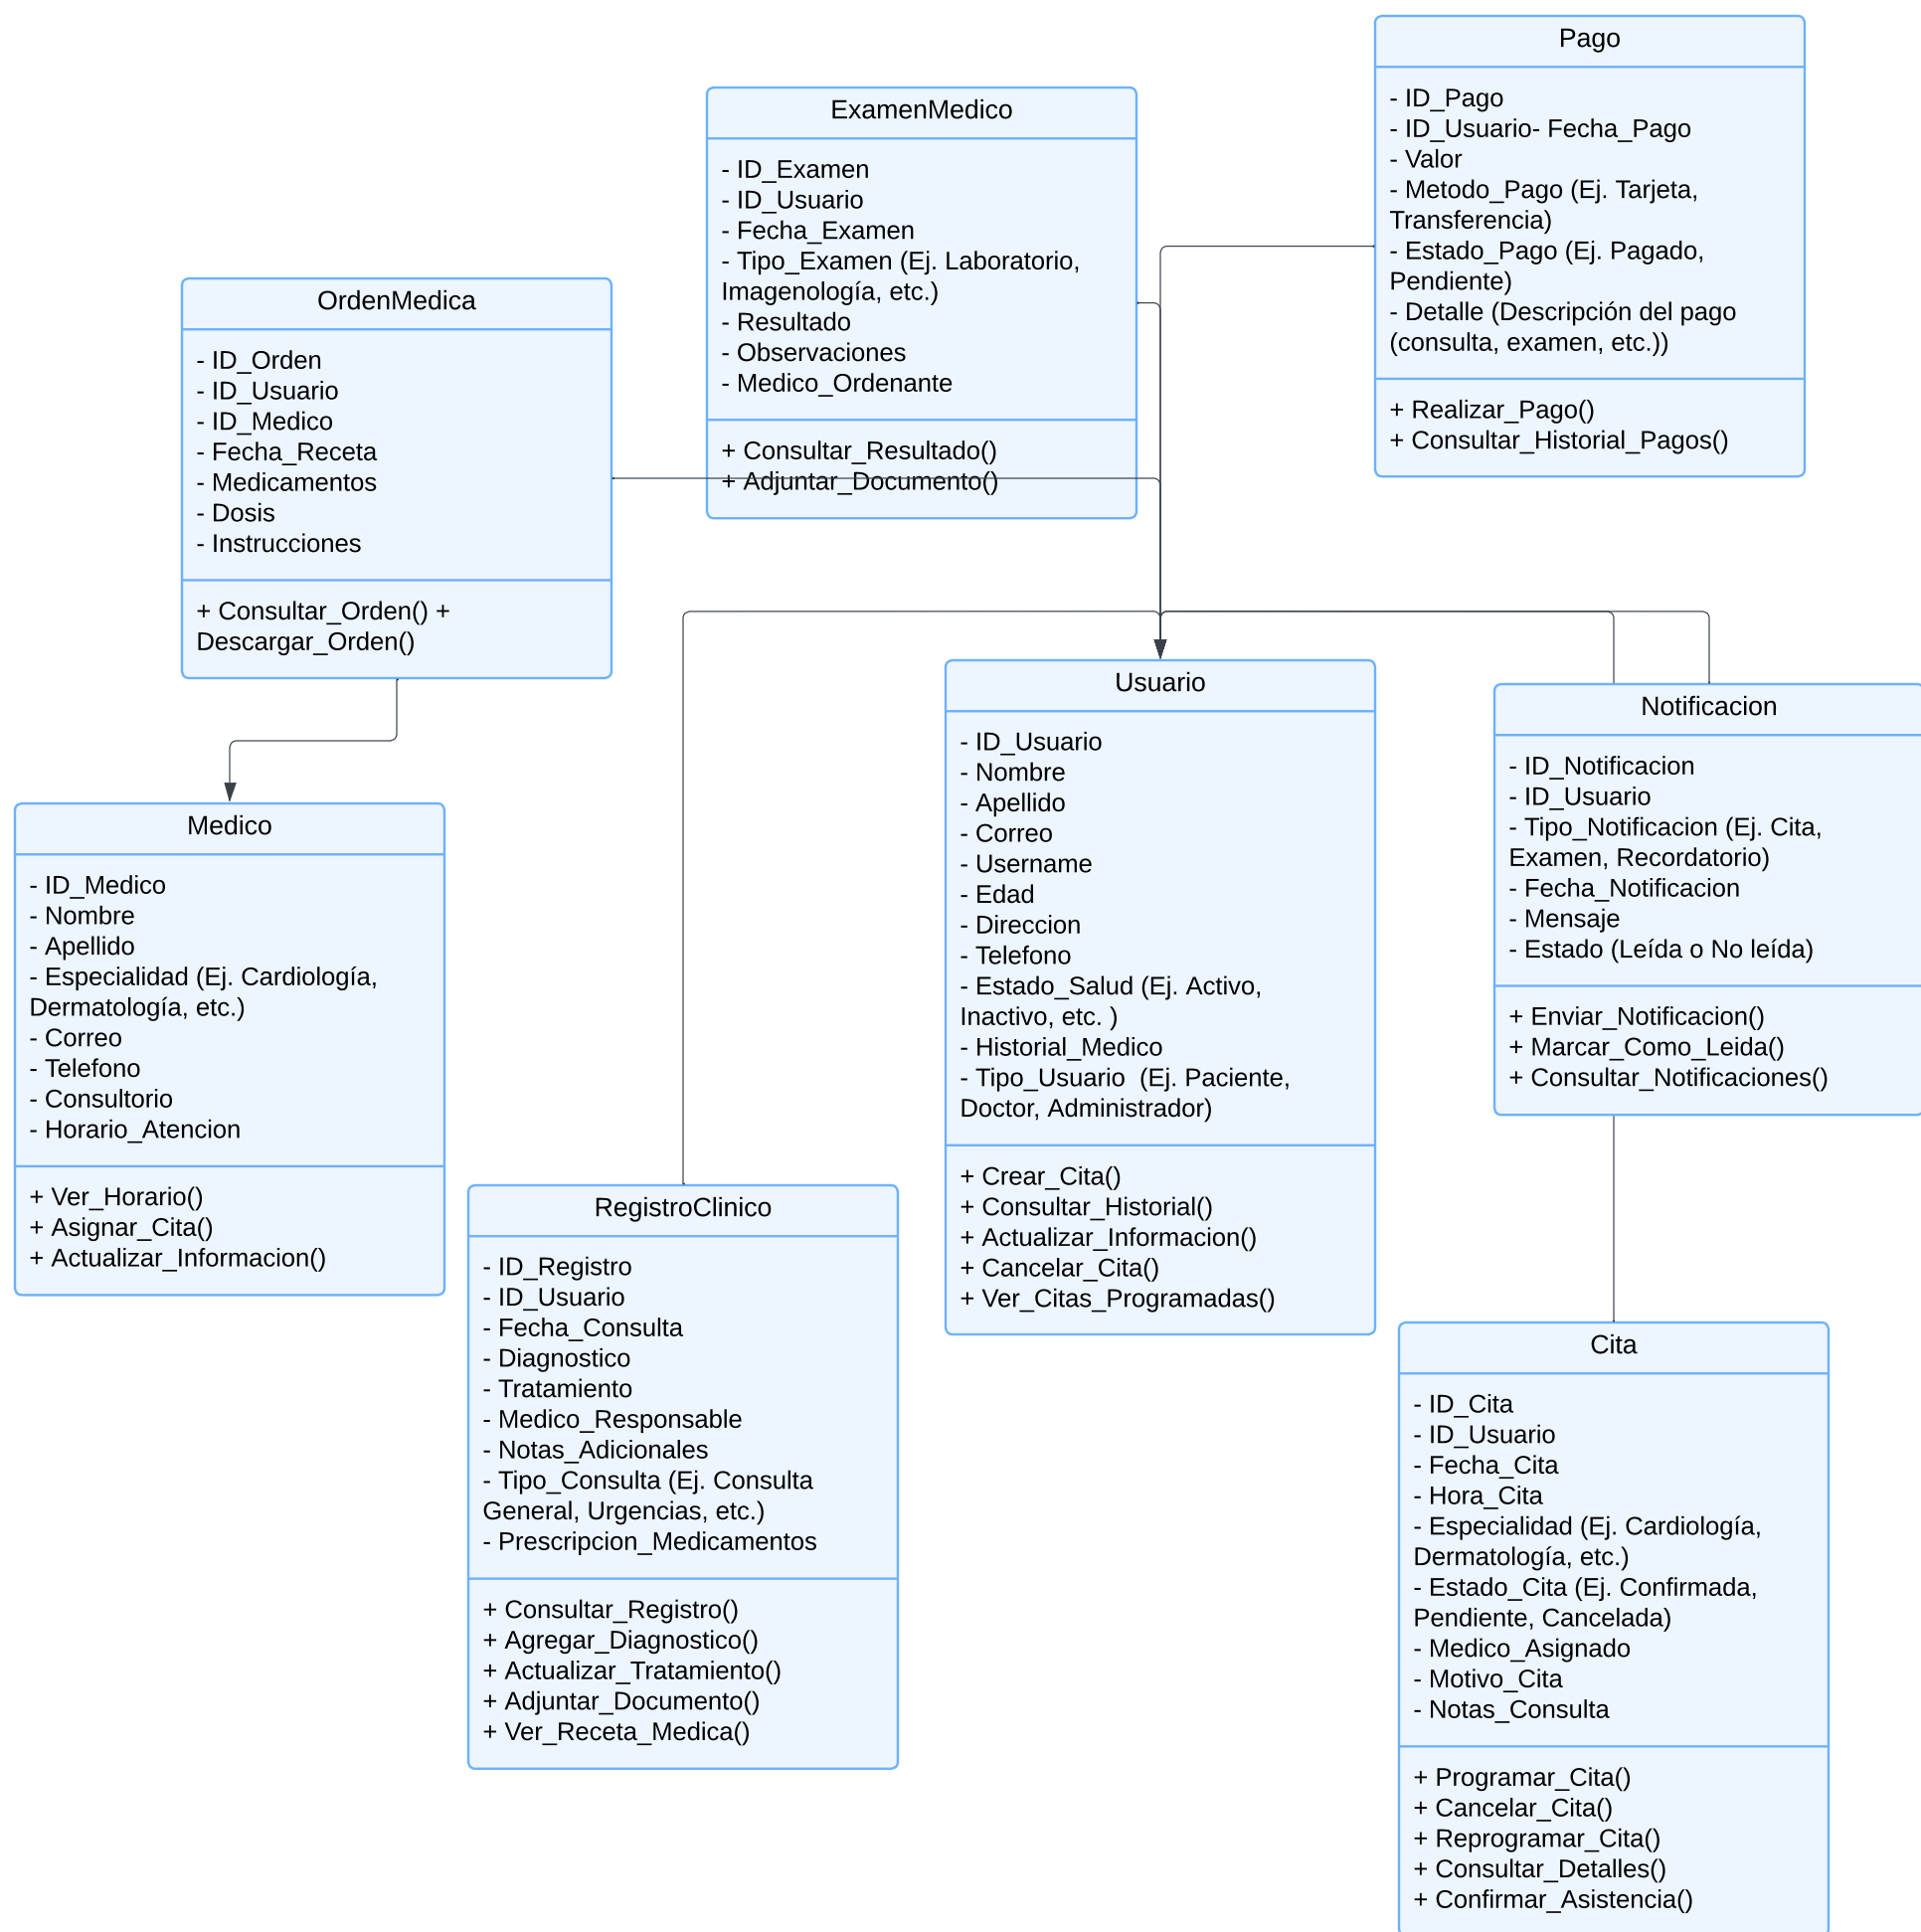 Pago
- ID_Pago
- ID_Usuario- Fecha_Pago
- Valor
- Metodo_Pago (Ej. Tarjeta,
Transferencia)
- Estado_Pago (Ej. Pagado,
Pendiente)
- Detalle (Descripción del pago
(consulta, examen, etc.))
+ Realizar_Pago()
+ Consultar_Historial_Pagos()
ExamenMedico
- ID_Examen
- ID_Usuario
- Fecha_Examen
- Tipo_Examen (Ej. Laboratorio,
Imagenología, etc.)
- Resultado
- Observaciones
- Medico_Ordenante
+ Consultar_Resultado()
+ Adjuntar_Documento()
OrdenMedica
- ID_Orden
- ID_Usuario
- ID_Medico
- Fecha_Receta
- Medicamentos
- Dosis
- Instrucciones
+ Consultar_Orden() +
Descargar_Orden()
Usuario
- ID_Usuario
- Nombre
- Apellido
- Correo
- Username
- Edad
- Direccion
- Telefono
- Estado_Salud (Ej. Activo,
Inactivo, etc. )
- Historial_Medico
- Tipo_Usuario  (Ej. Paciente,
Doctor, Administrador)
+ Crear_Cita()
+ Consultar_Historial()
+ Actualizar_Informacion()
+ Cancelar_Cita()
+ Ver_Citas_Programadas()
Notificacion
- ID_Notificacion
- ID_Usuario
- Tipo_Notificacion (Ej. Cita,
Examen, Recordatorio)
- Fecha_Notificacion
- Mensaje
- Estado (Leída o No leída)
+ Enviar_Notificacion()
+ Marcar_Como_Leida()
+ Consultar_Notificaciones()
Medico
- ID_Medico
- Nombre
- Apellido
- Especialidad (Ej. Cardiología,
Dermatología, etc.)
- Correo
- Telefono
- Consultorio
- Horario_Atencion
+ Ver_Horario()
+ Asignar_Cita()
+ Actualizar_Informacion()
RegistroClinico
- ID_Registro
- ID_Usuario
- Fecha_Consulta
- Diagnostico
- Tratamiento
- Medico_Responsable
- Notas_Adicionales
- Tipo_Consulta (Ej. Consulta
General, Urgencias, etc.)
- Prescripcion_Medicamentos
+ Consultar_Registro()
+ Agregar_Diagnostico()
+ Actualizar_Tratamiento()
+ Adjuntar_Documento()
+ Ver_Receta_Medica()
Cita
- ID_Cita
- ID_Usuario
- Fecha_Cita
- Hora_Cita
- Especialidad (Ej. Cardiología,
Dermatología, etc.)
- Estado_Cita (Ej. Confirmada,
Pendiente, Cancelada)
- Medico_Asignado
- Motivo_Cita
- Notas_Consulta
+ Programar_Cita()
+ Cancelar_Cita()
+ Reprogramar_Cita()
+ Consultar_Detalles()
+ Confirmar_Asistencia()